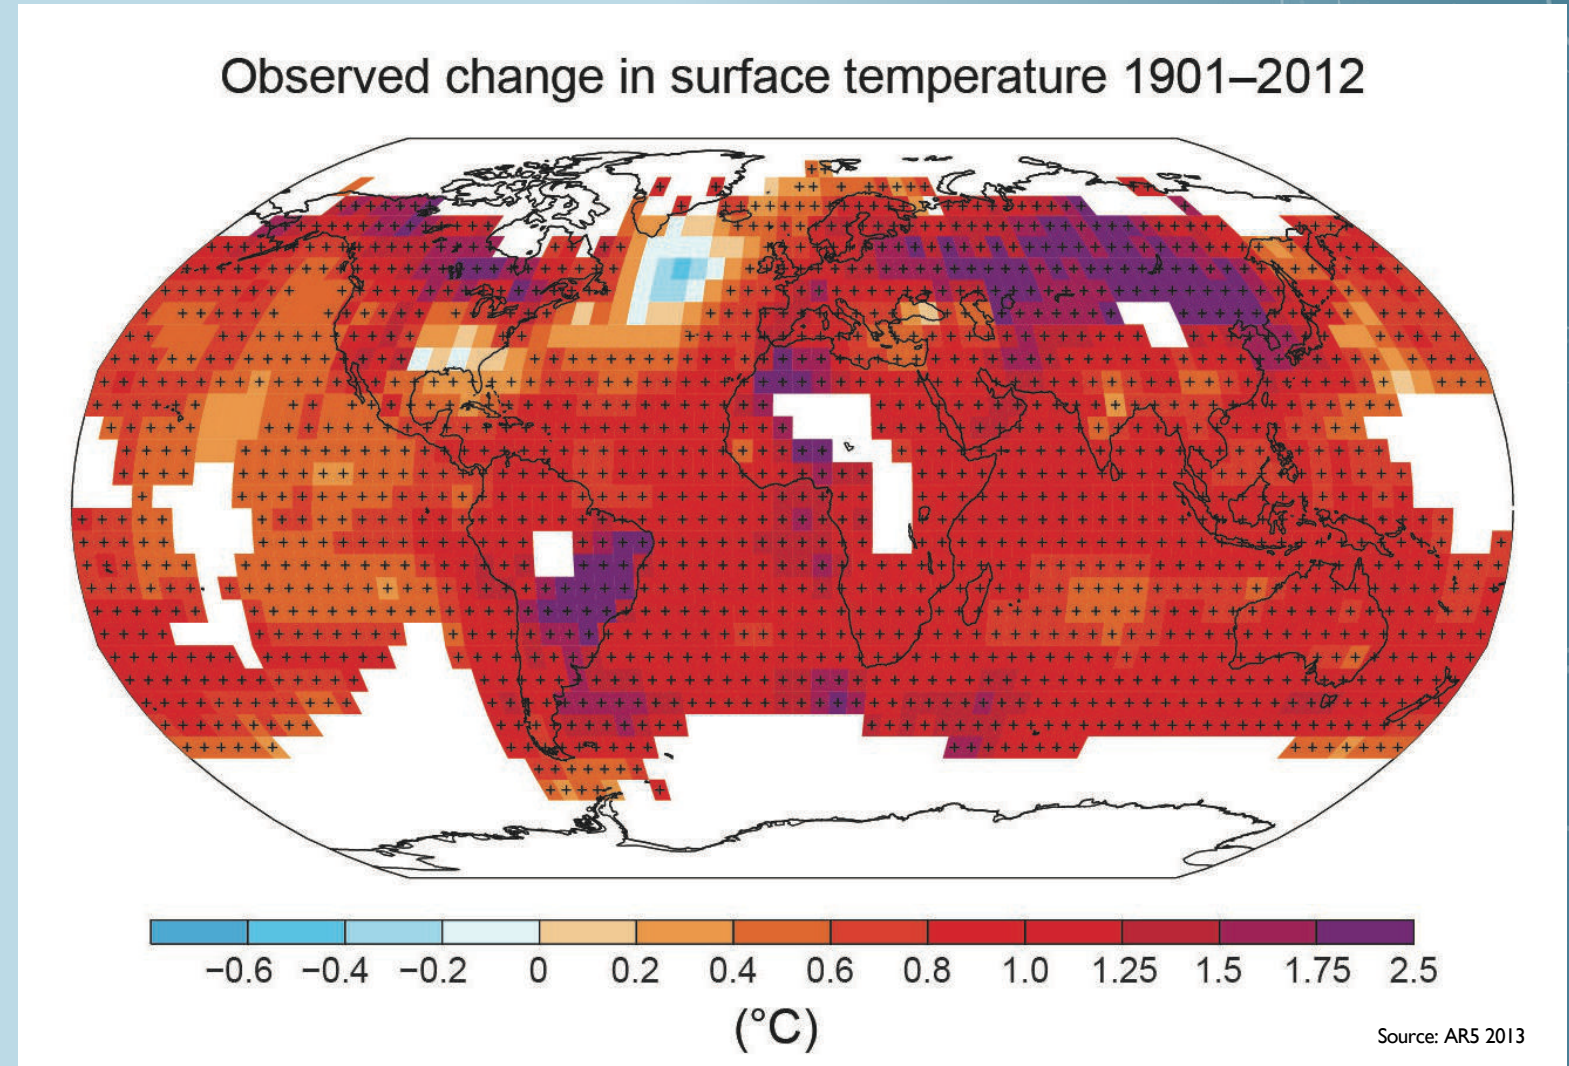 Observed change in surface temperature 1901–2012
−0.6 −0.4 −0.2 0 0.2 0.4 0.6 0.8 1.0 1.25 1.5 1.75 2.5
(°C)
Source: AR5 2013